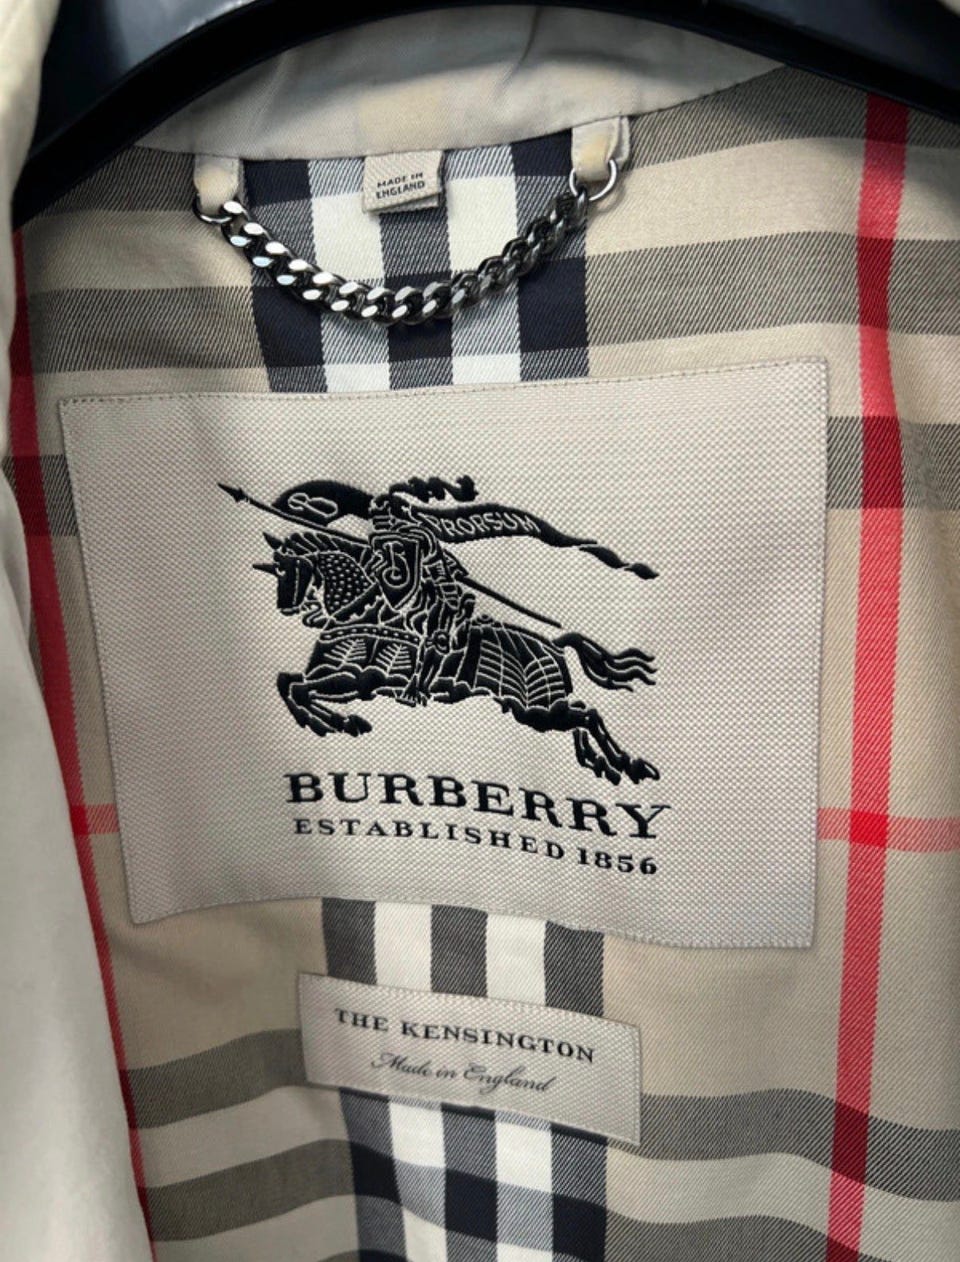 MADE IN
ENGLAND
PRORSUM
BURBERRY
ESTABLISHED 1856
THE KENSINGTON
Made in England